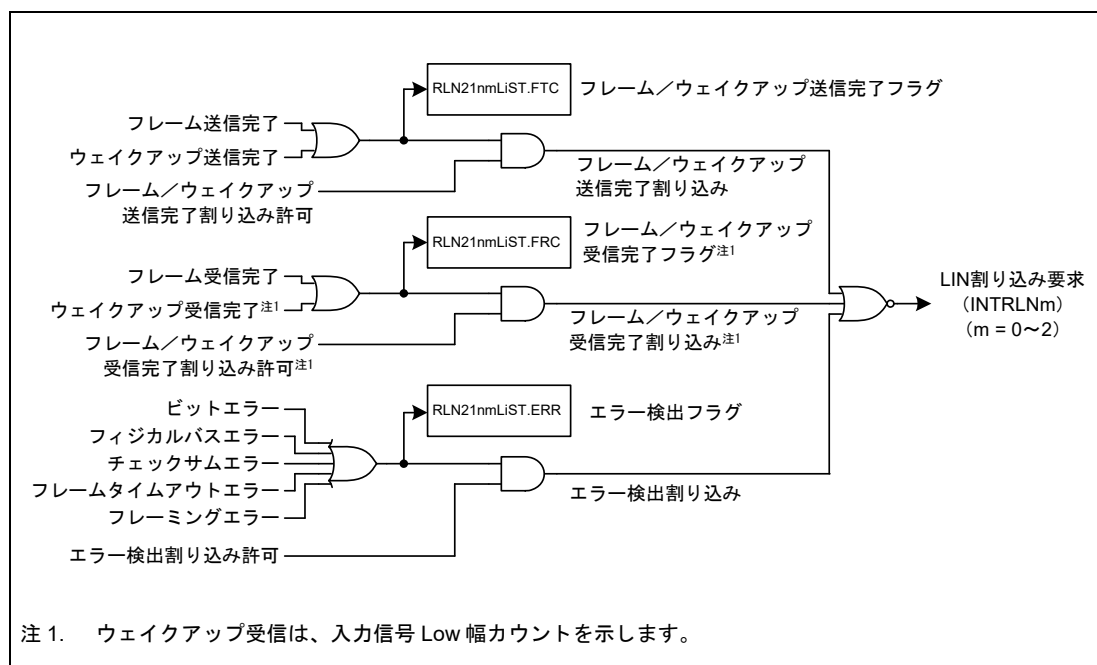 RLN21nmLiST.FTC
フレーム／ウェイクアップ送信完了フラグ
フレーム送信完了
ウェイクアップ送信完了
フレーム／ウェイクアップ
送信完了割り込み許可
フレーム／ウェイクアップ
送信完了割り込み
RLN21nmLiST.FRC
フレーム／ウェイクアップ
受信完了フラグ注1
フレーム受信完了
ウェイクアップ受信完了注1
フレーム／ウェイクアップ
受信完了割り込み許可注1
フレーム／ウェイクアップ
受信完了割り込み注1
LIN割り込み要求
（INTRLNm）
（m = 0～2）
RLN21nmLiST.ERR
エラー検出フラグ
ビットエラー
フィジカルバスエラー
チェックサムエラー
フレームタイムアウトエラー
フレーミングエラー
エラー検出割り込み許可
エラー検出割り込み
注 1. ウェイクアップ受信は、入力信号 Low 幅カウントを示します。